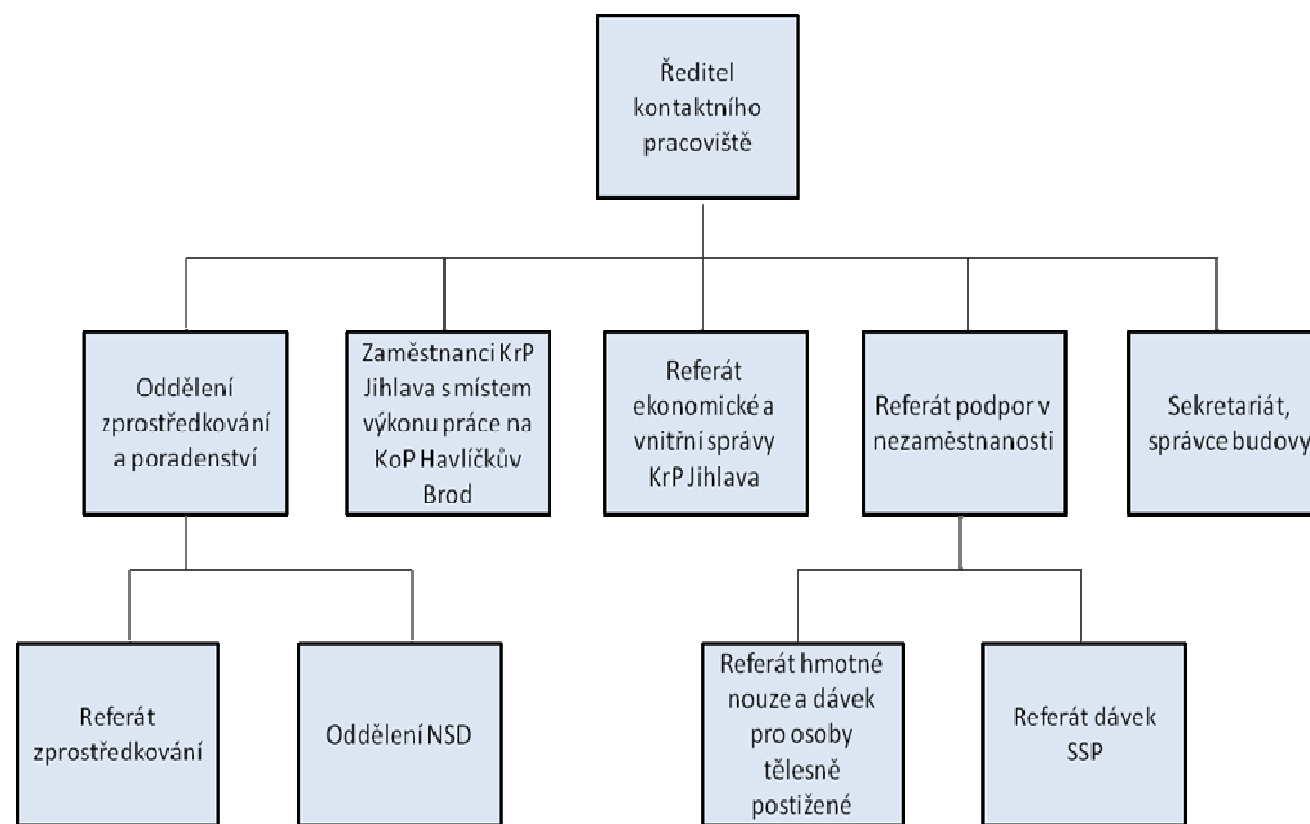 Ředitel
kontaktního
pracoviště
Oddělení
zprostředkování
a poradenství
Zaměstnanci KrP
Jihlava s místem
výkonu práce na
KoP Havlíčkův
Brod
Referát
ekonomické a
vnitřní správy
KrP Jihlava
Referát podpor v
nezaměstnanosti
Sekretariát,
správce budovy
Referát
zprostředkování
Oddělení NSD
Referát hmotné
nouze a dávek
pro osoby
tělesně
postižené
Referát dávek
SSP